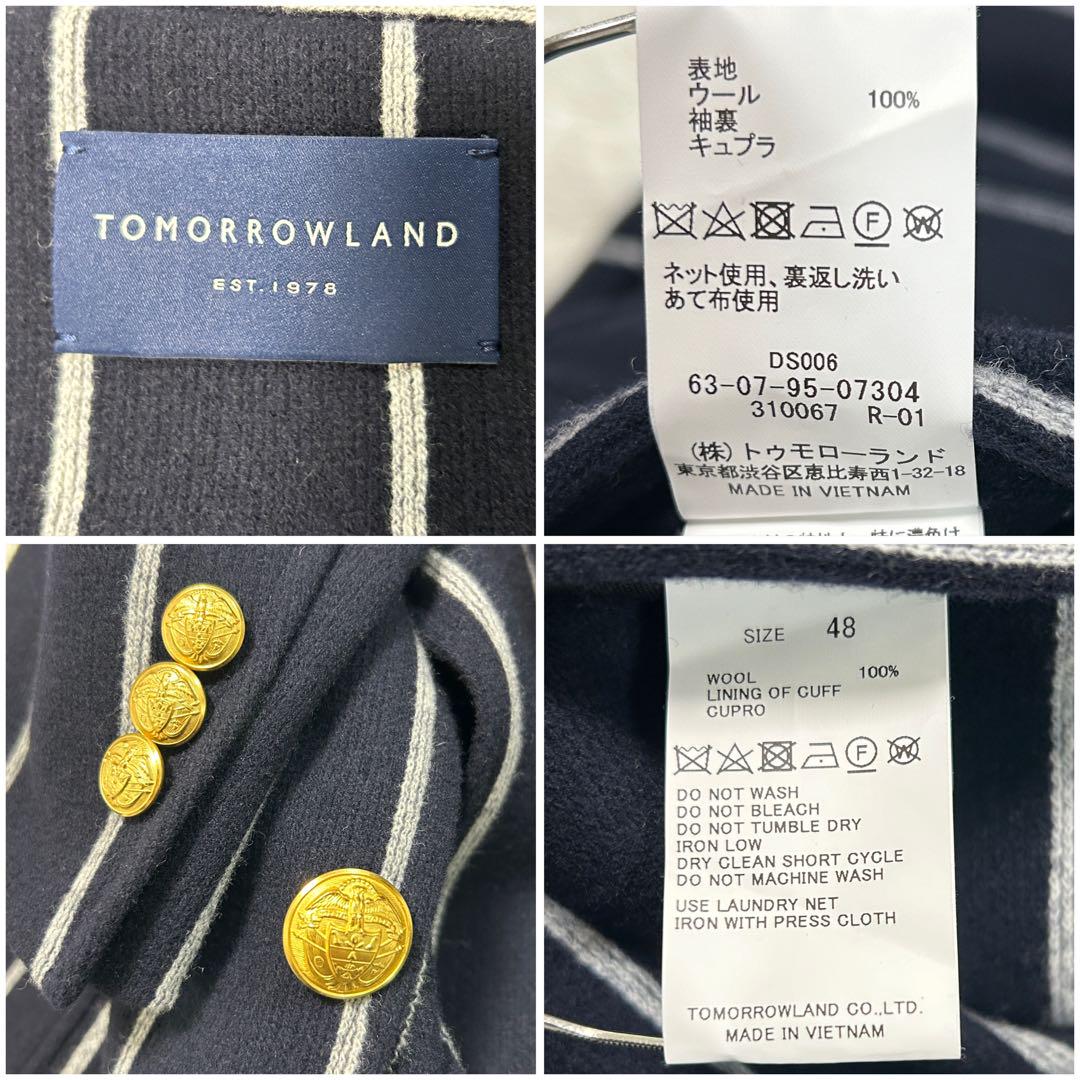 TOMORROWLAND
EST.1978
表地
ウール 100%
袖裏
キュプラ
F
W
ネット使用、裏返し洗い
あて布使用
DS006
63-07-95-07304
310067 R-01
(株)トゥモローランド
東京都渋谷区恵比寿西1-32-18
MADE IN VIETNAM
SIZE 48
WOOL 100%
LINING OF CUFF
CUPRO
F
W
DO NOT WASH
DO NOT BLEACH
DO NOT TUMBLE DRY
IRON LOW
DRY CLEAN SHORT CYCLE
DO NOT MACHINE WASH
USE LAUNDRY NET
IRON WITH PRESS CLOTH
TOMORROWLAND CO.,LTD.
MADE IN VIETNAM